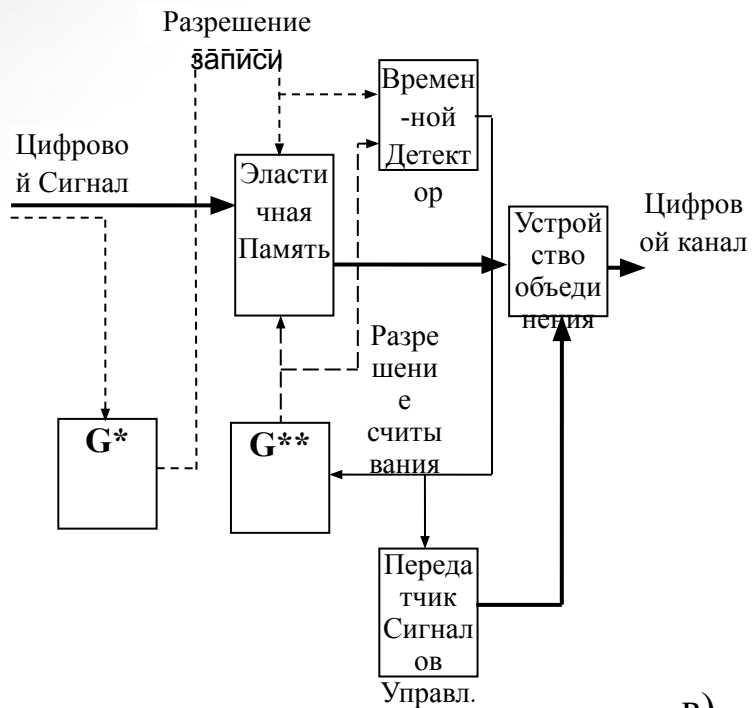 Разрешение
записи
Времен
-ной
Детект
ор
Цифрово
й Сигнал
Эласти
чная
Память
Устрой
ство
объеди
нения
Цифров
ой канал
Разре
шени
е
считы
вания
G*
G**
Переда
тчик
Сигнал
ов
Управл.
в)